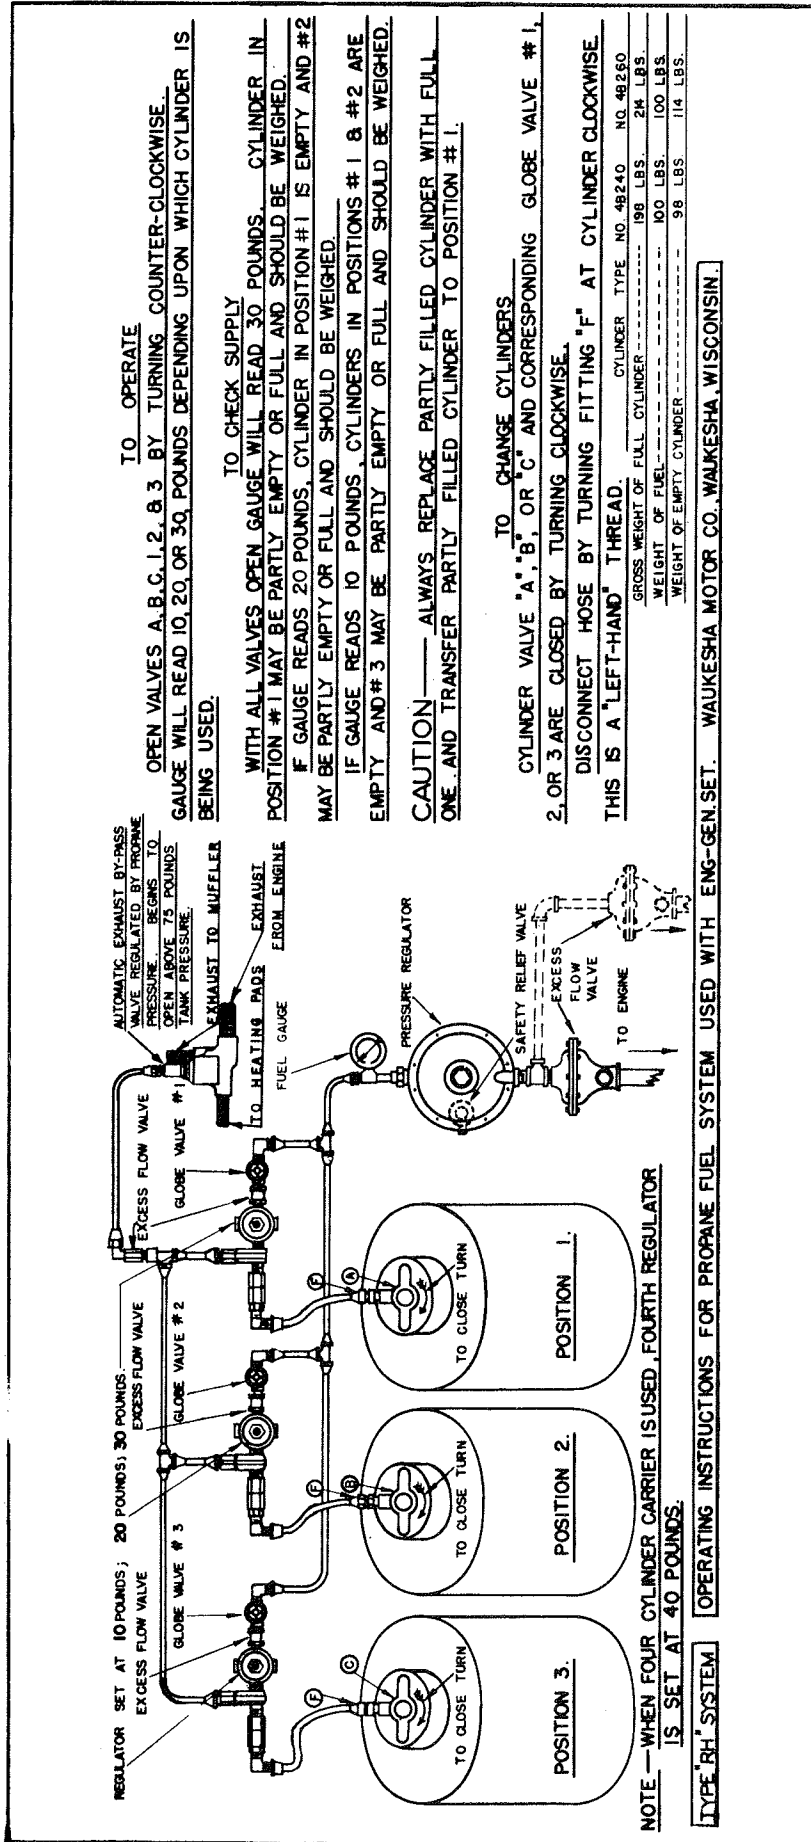 REGULATOR SET AT 10 POUNDS; 20 POUNDS; 30 POUNDS.
EXCESS FLOW VALVE
GLOBE VALVE # 3
EXCESS FLOW VALVE
GLOBE VALVE # 2
EXCESS FLOW VALVE
GLOBE VALVE # 1
AUTOMATIC EXHAUST BY-PASS
VALVE REGULATED BY PROPANE
PRESSURE. BEGINS TO
OPEN ABOVE 75 POUNDS
TANK PRESSURE.
EXHAUST TO MUFFLER
TO HEATING PADS
EXHAUST
FROM ENGINE
FUEL GAUGE
PRESSURE REGULATOR
SAFETY RELIEF VALVE
EXCESS
FLOW
VALVE
TO ENGINE
F
C
TO CLOSE TURN
POSITION 3.
F
B
TO CLOSE TURN
POSITION 2.
F
A
TO CLOSE TURN
POSITION 1.
NOTE — WHEN FOUR CYLINDER CARRIER IS USED, FOURTH REGULATOR
IS SET AT 40 POUNDS.
TO OPERATE
OPEN VALVES A, B, C, 1, 2, & 3 BY TURNING COUNTER-CLOCKWISE.
GAUGE WILL READ 10, 20, OR 30, POUNDS DEPENDING UPON WHICH CYLINDER IS
BEING USED.
TO CHECK SUPPLY
WITH ALL VALVES OPEN GAUGE WILL READ 30 POUNDS. CYLINDER IN
POSITION #1 MAY BE PARTLY EMPTY OR FULL AND SHOULD BE WEIGHED.
IF GAUGE READS 20 POUNDS, CYLINDER IN POSITION #1 IS EMPTY AND #2
MAY BE PARTLY EMPTY OR FULL AND SHOULD BE WEIGHED.
IF GAUGE READS 10 POUNDS, CYLINDERS IN POSITIONS #1 & #2 ARE
EMPTY AND #3 MAY BE PARTLY EMPTY OR FULL AND SHOULD BE WEIGHED.
CAUTION — ALWAYS REPLACE PARTLY FILLED CYLINDER WITH FULL
ONE AND TRANSFER PARTLY FILLED CYLINDER TO POSITION #1.
TO CHANGE CYLINDERS
CYLINDER VALVE "A", "B", OR "C" AND CORRESPONDING GLOBE VALVE #1,
2, OR 3 ARE CLOSED BY TURNING CLOCKWISE.
DISCONNECT HOSE BY TURNING FITTING "F" AT CYLINDER CLOCKWISE.
THIS IS A "LEFT-HAND" THREAD.
CYLINDER TYPE NO. 4B240 NO. 4B260
GROSS WEIGHT OF FULL CYLINDER ---------- 198 LBS. 214 LBS.
WEIGHT OF FUEL ---------- 100 LBS. 100 LBS.
WEIGHT OF EMPTY CYLINDER ---------- 98 LBS. 114 LBS.
TYPE "RH" SYSTEM
OPERATING INSTRUCTIONS FOR PROPANE FUEL SYSTEM USED WITH ENG-GEN. SET. WAUKESHA MOTOR CO., WAUKESHA, WISCONSIN.